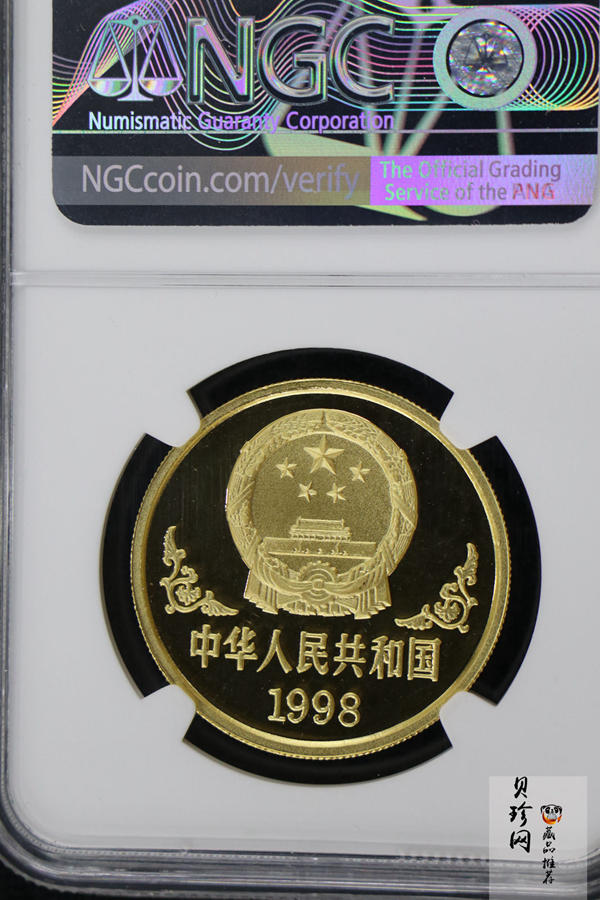 NGC
Numismatic Guaranty Corporation
NGCcoin.com/verify
The Official Grading
Service of the ANA
中华人民共和国
1998
贝珍网
藏品推荐